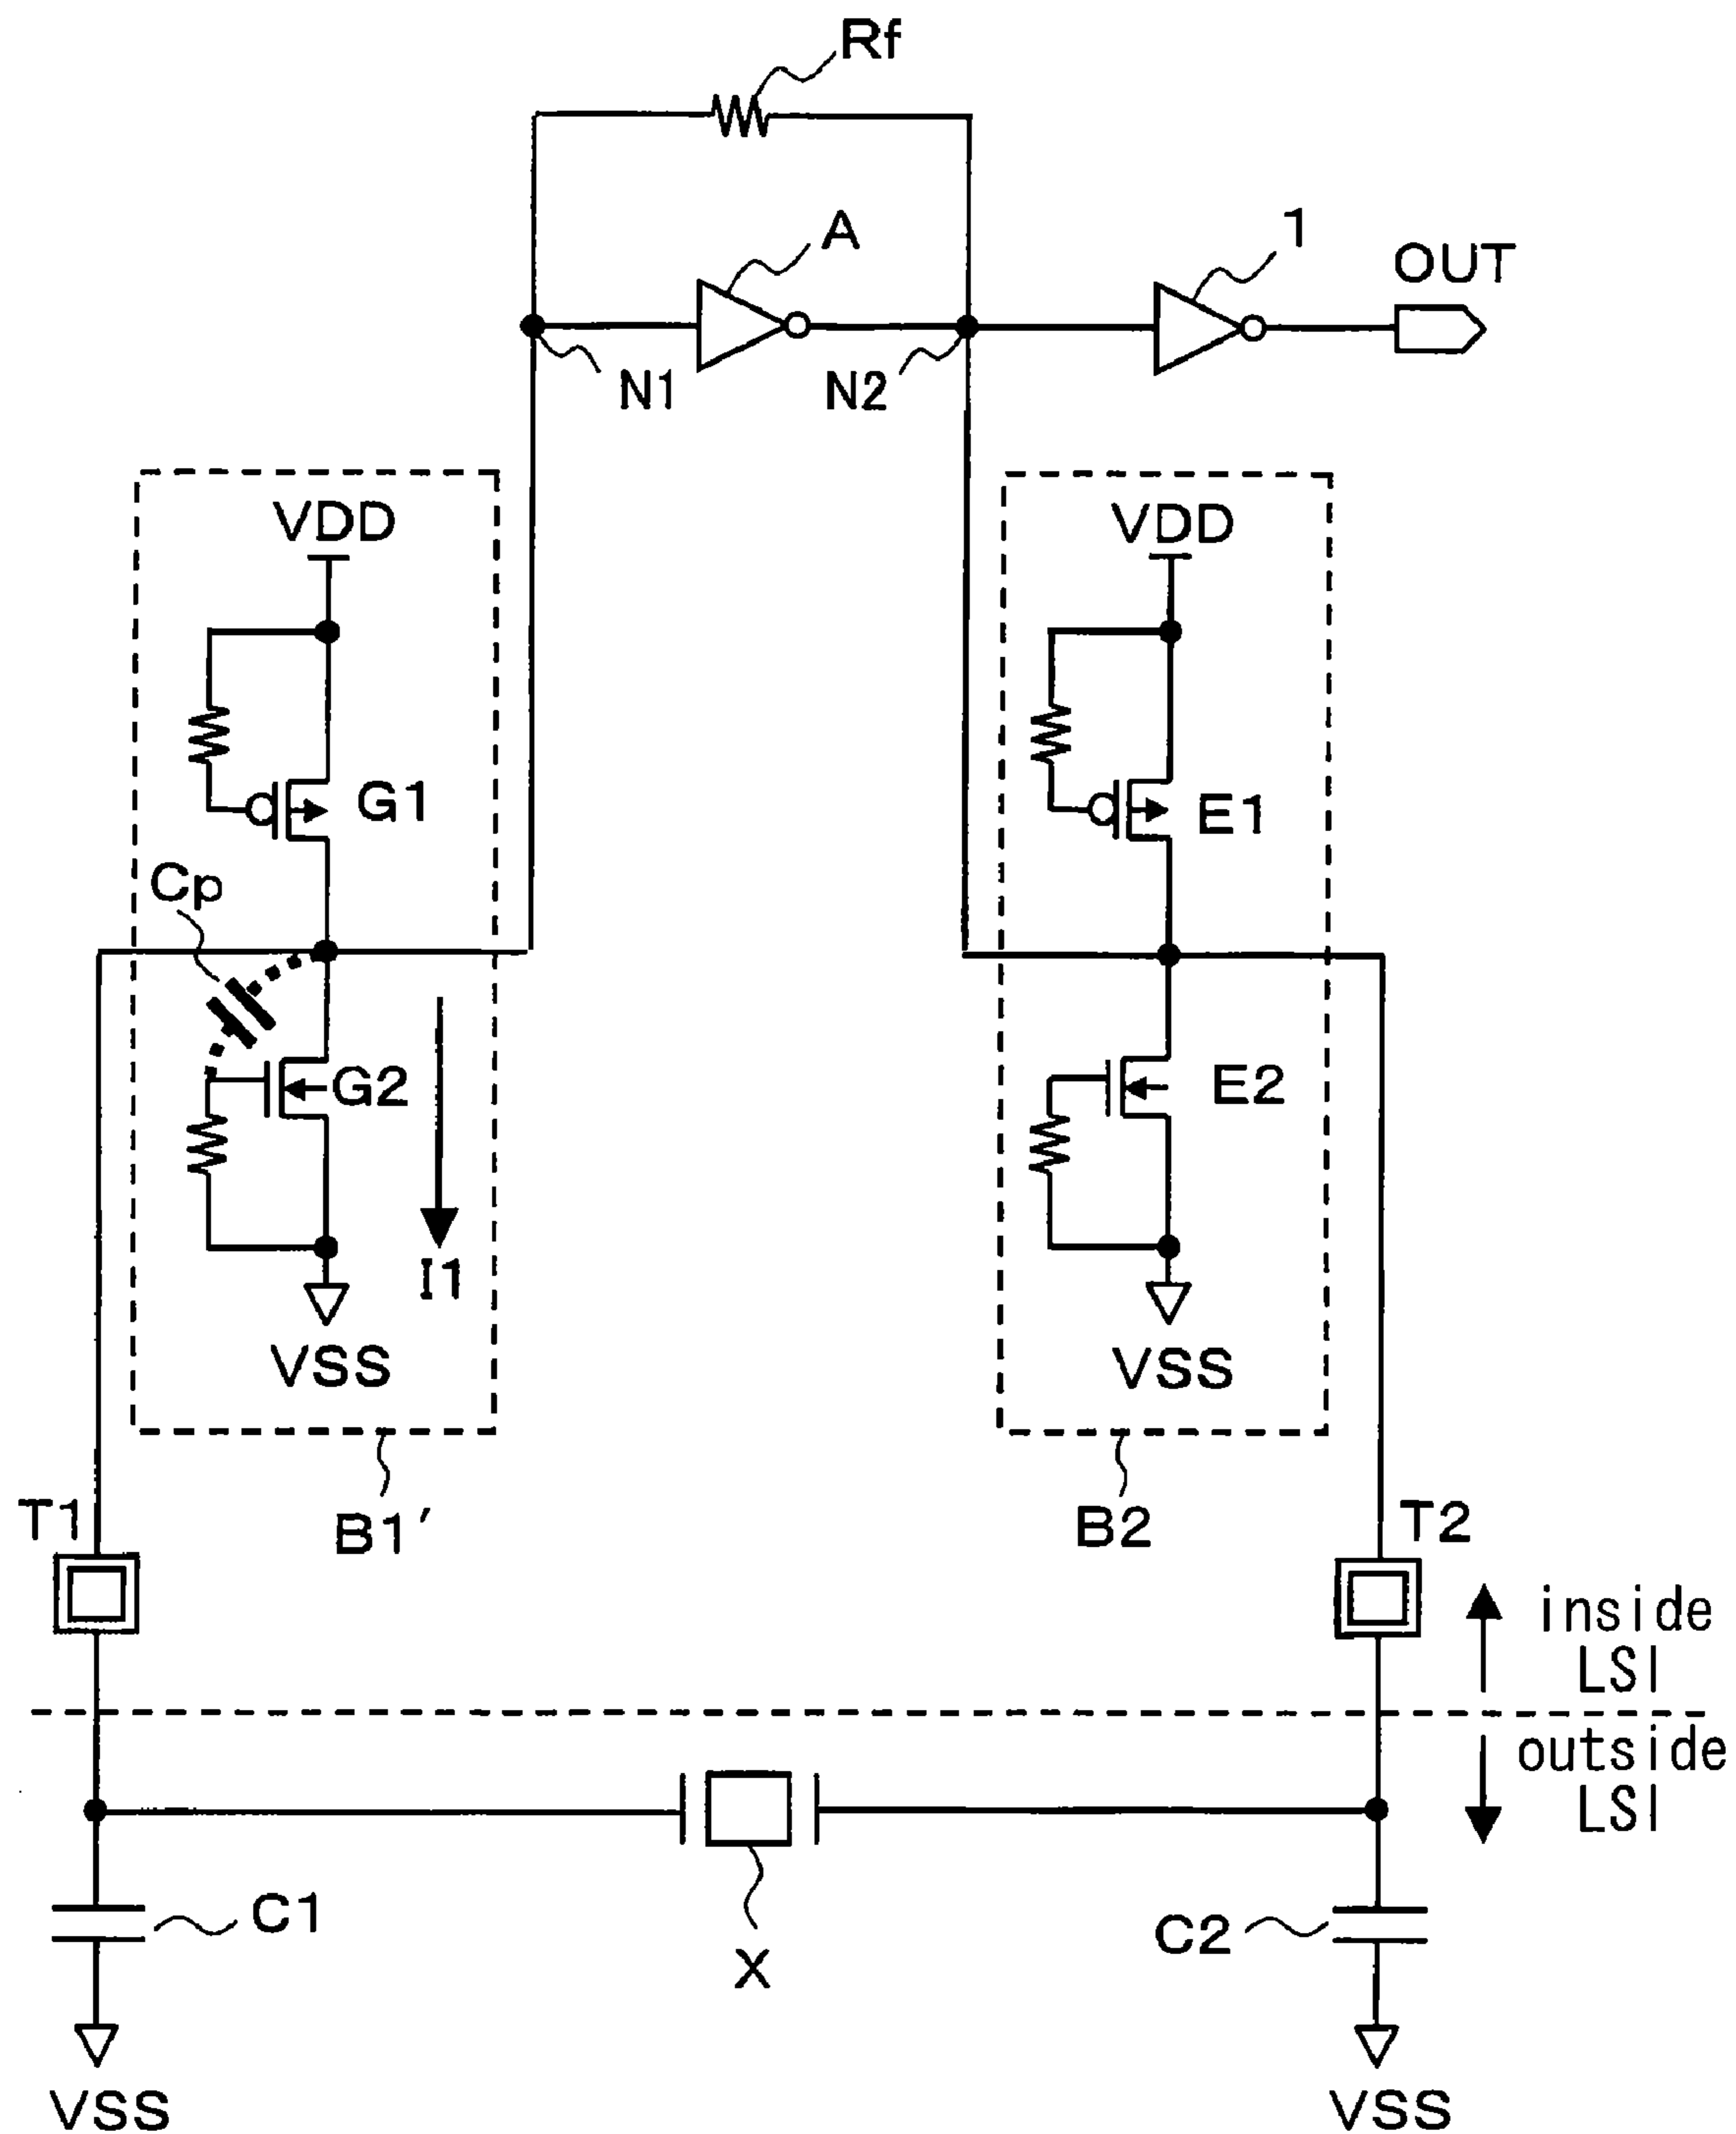 Rf
A
1
OUT
N1
N2
VDD
VDD
G1
E1
Cp
G2
E2
I1
VSS
VSS
B1′
B2
T1
T2
inside
LSI
outside
LSI
C1
C2
X
VSS
VSS